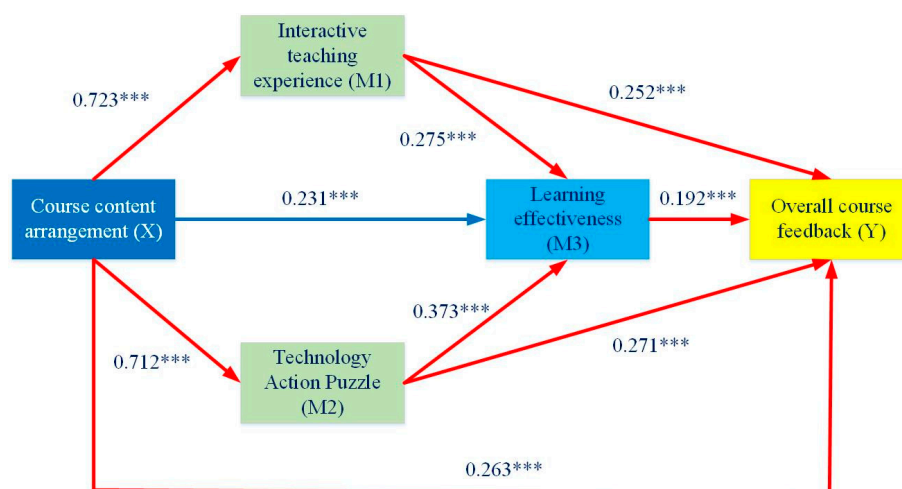 Interactive
teaching
experience (M1)
0.723***
0.252***
0.275***
Course content
arrangement (X)
0.231***
Learning
effectiveness
(M3)
0.192***
Overall course
feedback (Y)
0.373***
0.712***
Technology
Action Puzzle
(M2)
0.271***
0.263***